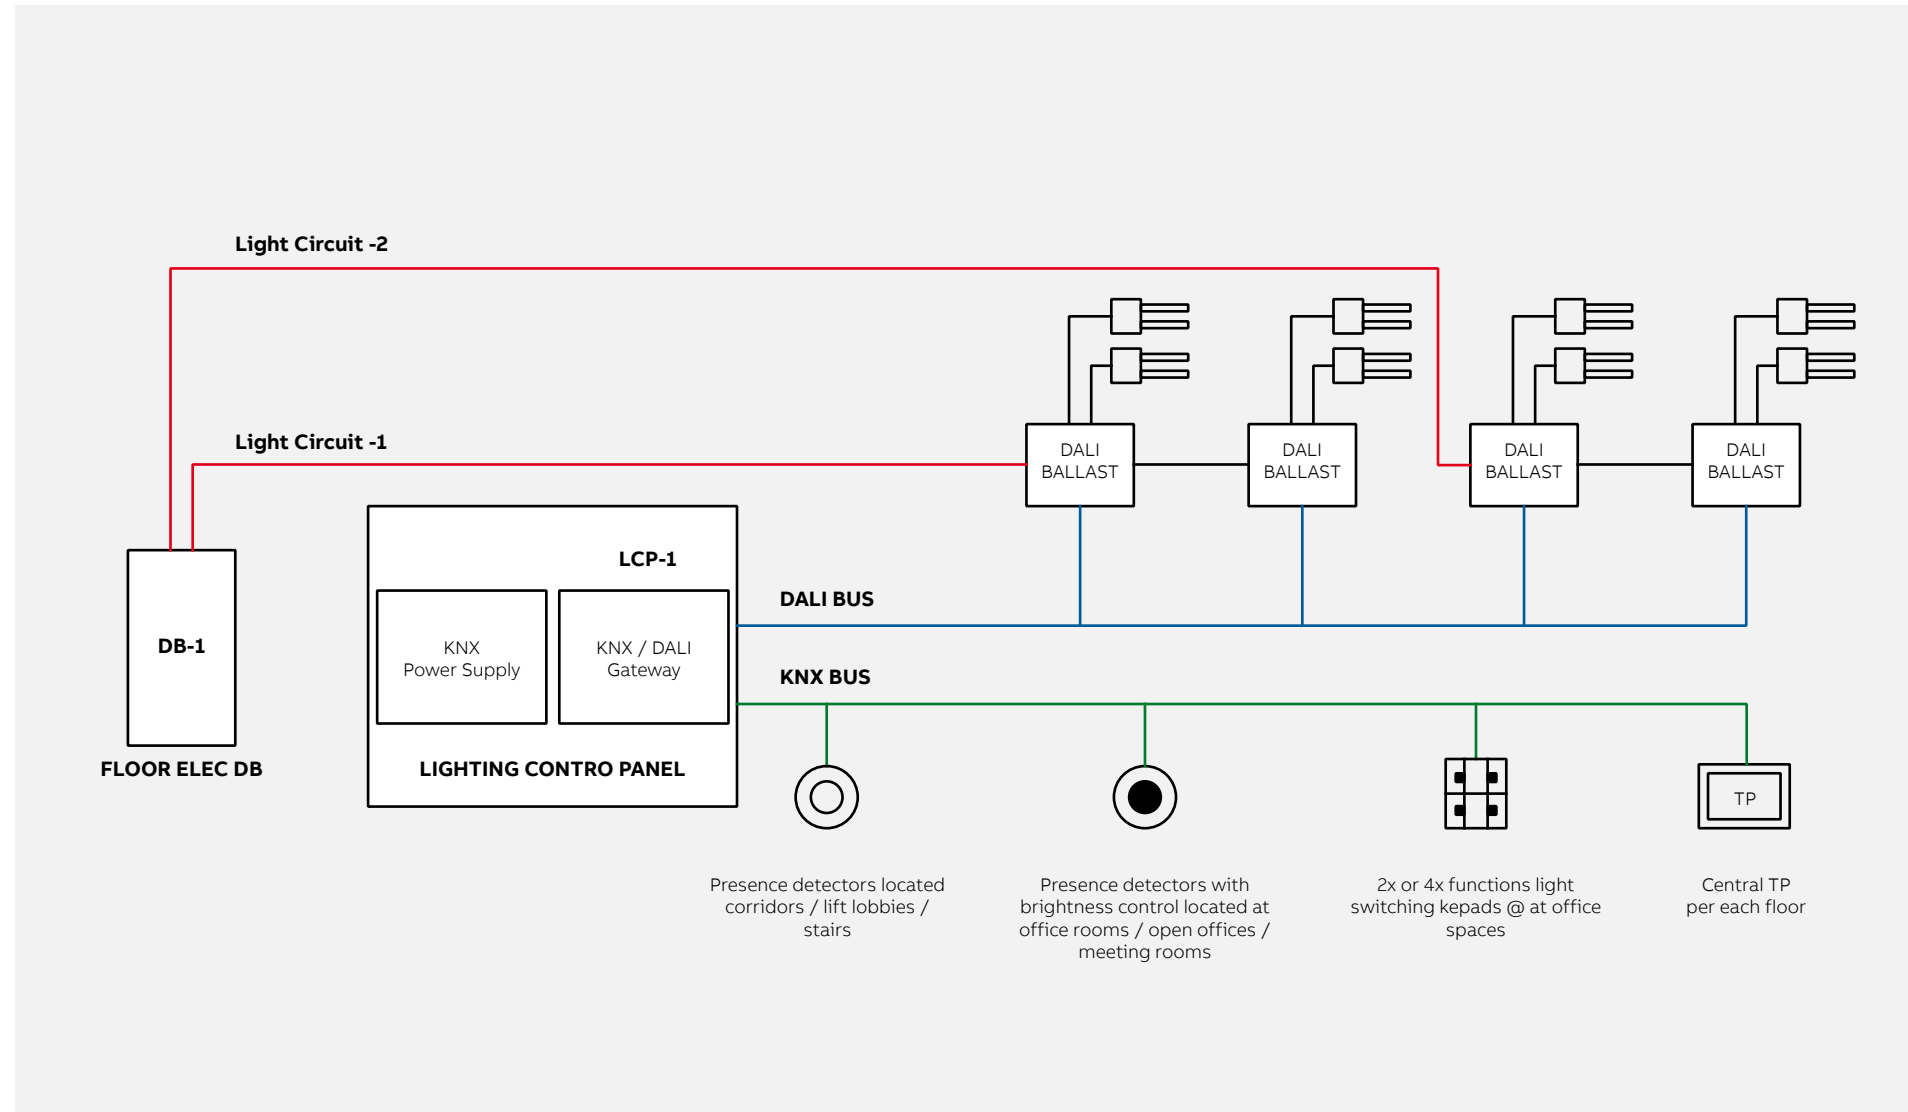 Light Circuit -2
Light Circuit -1
DALI
BALLAST
DALI
BALLAST
DALI
BALLAST
DALI
BALLAST
LCP-1
DB-1
KNX
Power Supply
KNX / DALI
Gateway
DALI BUS
KNX BUS
FLOOR ELEC DB
LIGHTING CONTRO PANEL
TP
Presence detectors located
corridors / lift lobbies /
stairs
Presence detectors with
brightness control located at
office rooms / open offices /
meeting rooms
2x or 4x functions light
switching kepads @ at office
spaces
Central TP
per each floor